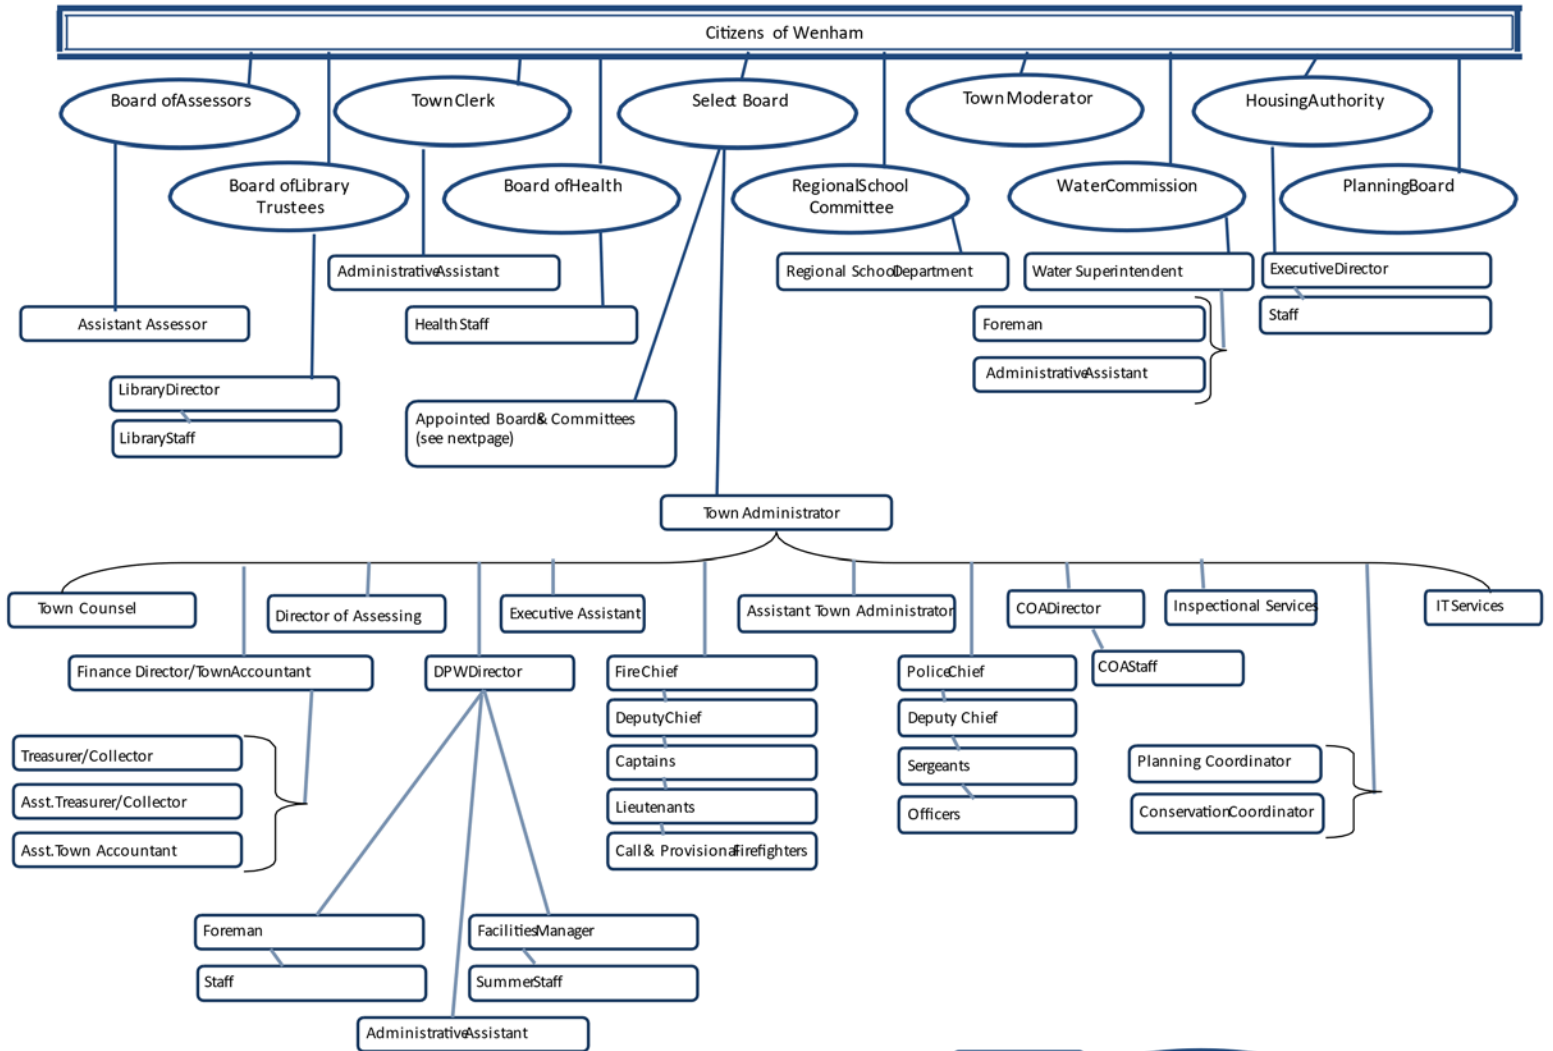 Citizens of Wenham
Board of Assessors
Town Clerk
Select Board
Town Moderator
Housing Authority
Board of Library
Trustees
Board of Health
Regional School
Committee
Water Commission
Planning Board
Administrative Assistant
Regional School Department
Water Superintendent
Executive Director
Assistant Assessor
Health Staff
Foreman
Staff
Administrative Assistant
Library Director
Library Staff
Appointed Board & Committees
(see next page)
Town Administrator
Town Counsel
Director of Assessing
Executive Assistant
Assistant Town Administrator
COA Director
Inspectional Services
IT Services
Finance Director/Town Accountant
DPW Director
Fire Chief
Police Chief
COA Staff
Deputy Chief
Deputy Chief
Treasurer/Collector
Captains
Sergeants
Planning Coordinator
Asst. Treasurer/Collector
Lieutenants
Officers
Conservation Coordinator
Asst. Town Accountant
Call & Provisional Firefighters
Foreman
Facilities Manager
Staff
Summer Staff
Administrative Assistant